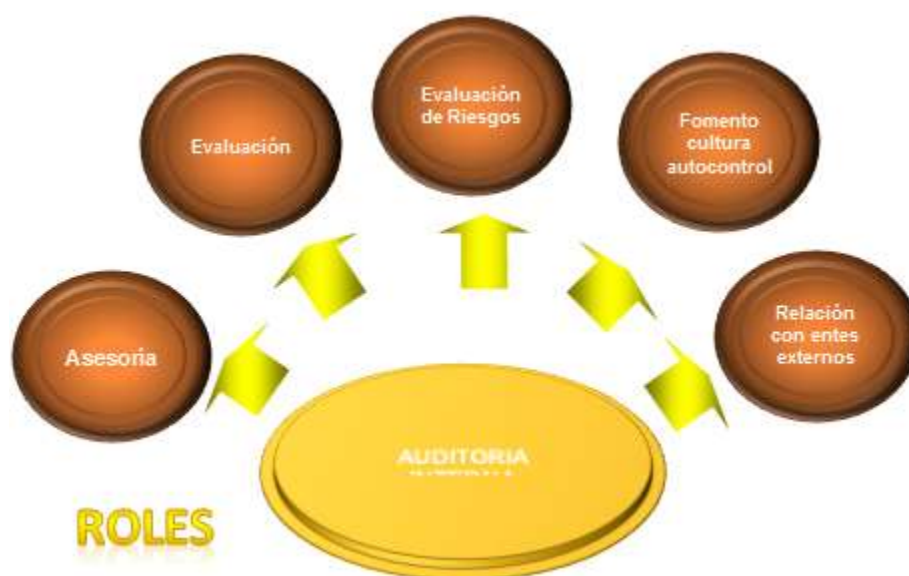 Evaluación
de Riesgos
Evaluación
Fomento
cultura
autocontrol
Asesoria
Relación
con entes
externos
AUDITORIA
ROLES